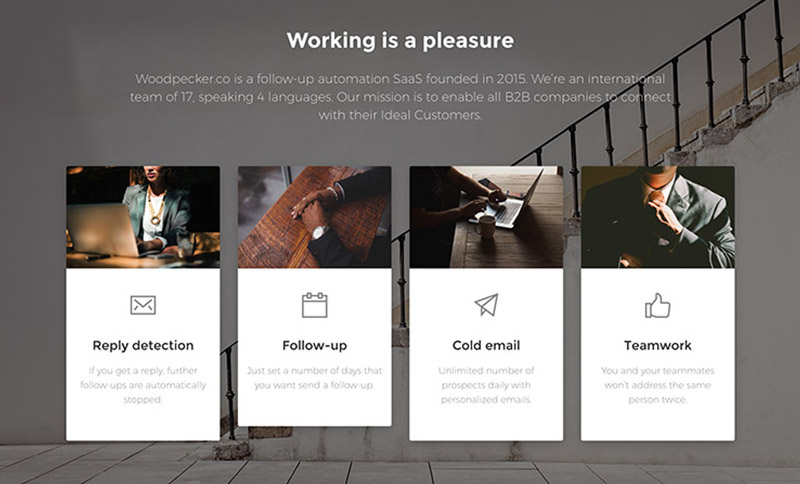 Working is a pleasure
Woodpecker.co is a follow-up automation SaaS founded in 2015. We're an international
team of 17, speaking 4 languages. Our mission is to enable all B2B companies to connect
with their Ideal Customers.
Reply detection
If you get a reply, further
follow-ups are automatically
stopped.
Follow-up
Just set a number of days that
you want send a follow-up.
Cold email
Unlimited number of
prospects daily with
personalized emails.
Teamwork
You and your teammates
won't address the same
person twice.